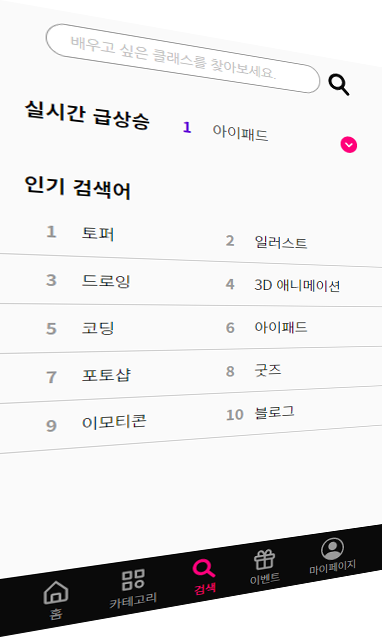 배우고 싶은 클래스를 찾아보세요.
실시간 급상승 1 아이패드
인기 검색어
1 토퍼 2 일러스트
3 드로잉 4 3D 애니메이션
5 코딩 6 아이패드
7 포토샵 8 굿즈
9 이모티콘 10 블로그
홈 카테고리 검색 이벤트 마이페이지